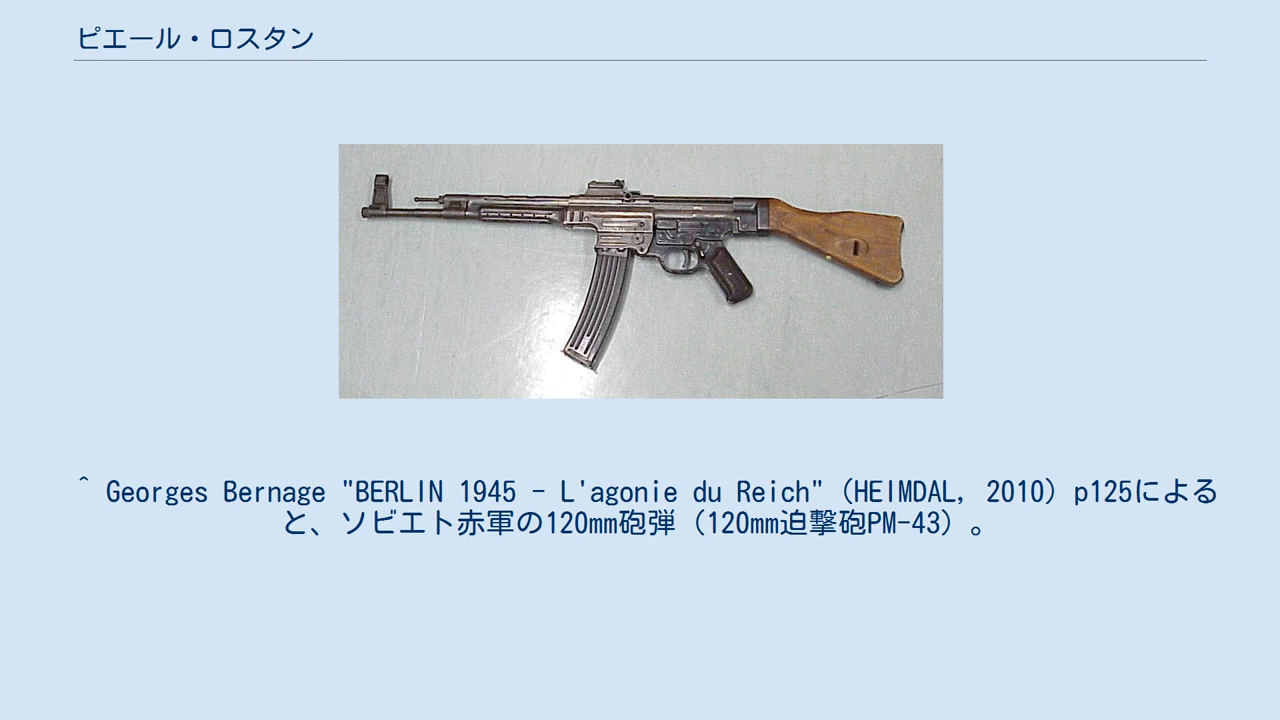 ピエール・ロスタン
^ Georges Bernage "BERLIN 1945 - L'agonie du Reich"（HEIMDAL, 2010）p125による
と、ソビエト赤軍の120mm砲弾（120mm迫撃砲PM-43）。